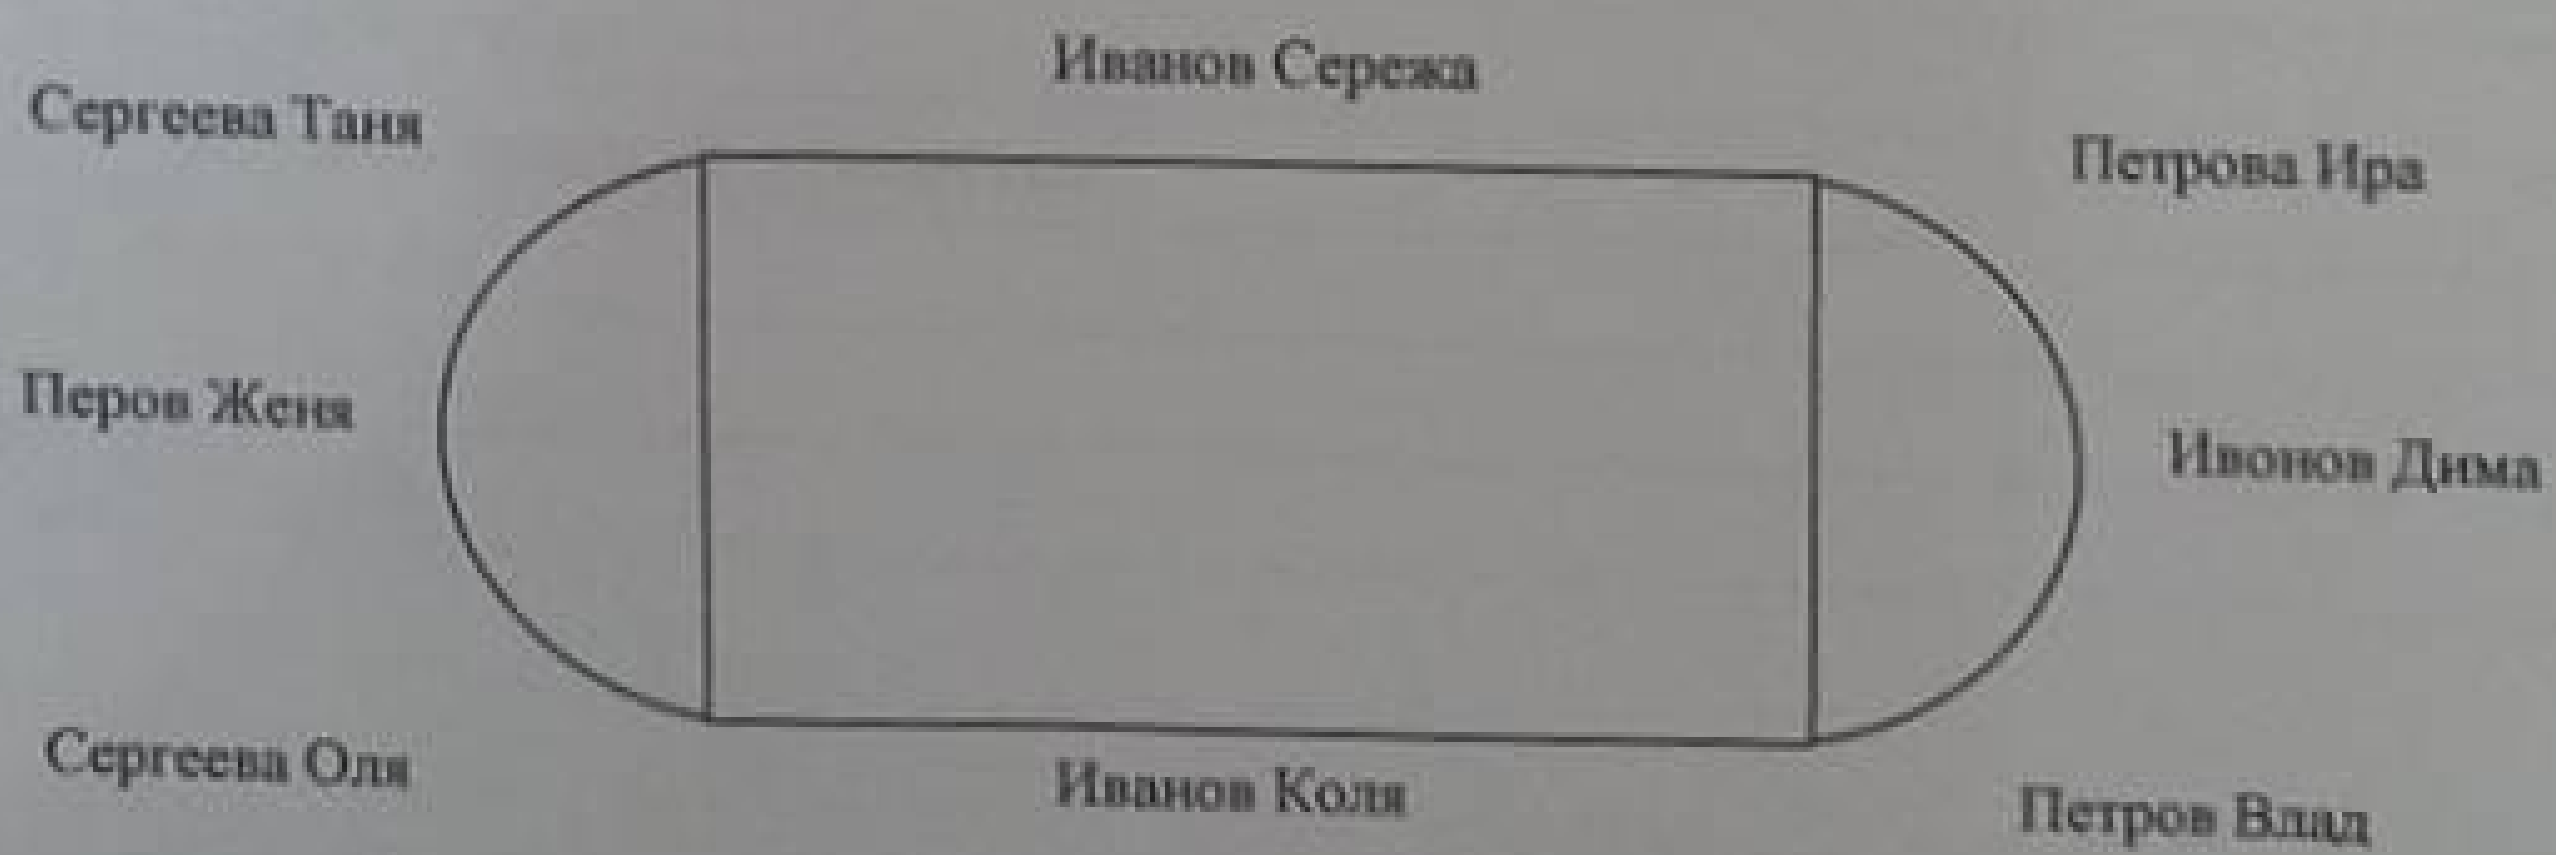 Иванов Сережа
Сергеева Таня
Петрова Ира
Перов Женя
Ивонов Дима
Сергеева Оля
Иванов Коля
Петров Влад